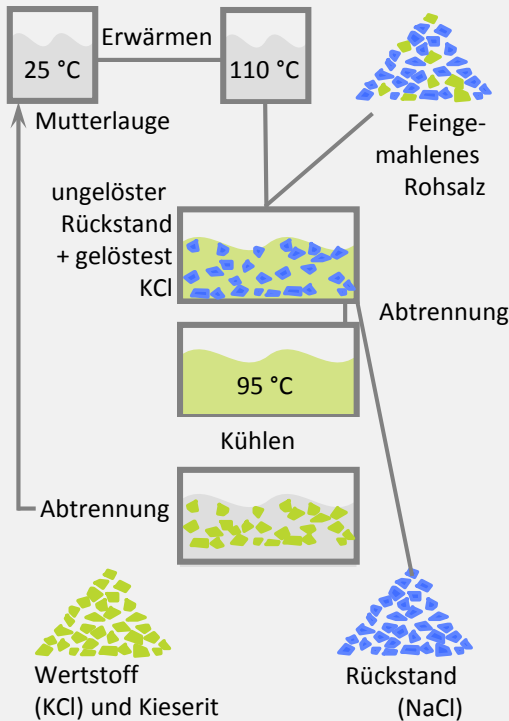 Erwärmen
25 °C
110 °C
Mutterlauge
Feinge-
mahlenes
Rohsalz
ungelöster
Rückstand
+ gelöstest
KCl
Abtrennung
95 °C
Kühlen
Abtrennung
Wertstoff
(KCl) und Kieserit
Rückstand
(NaCl)